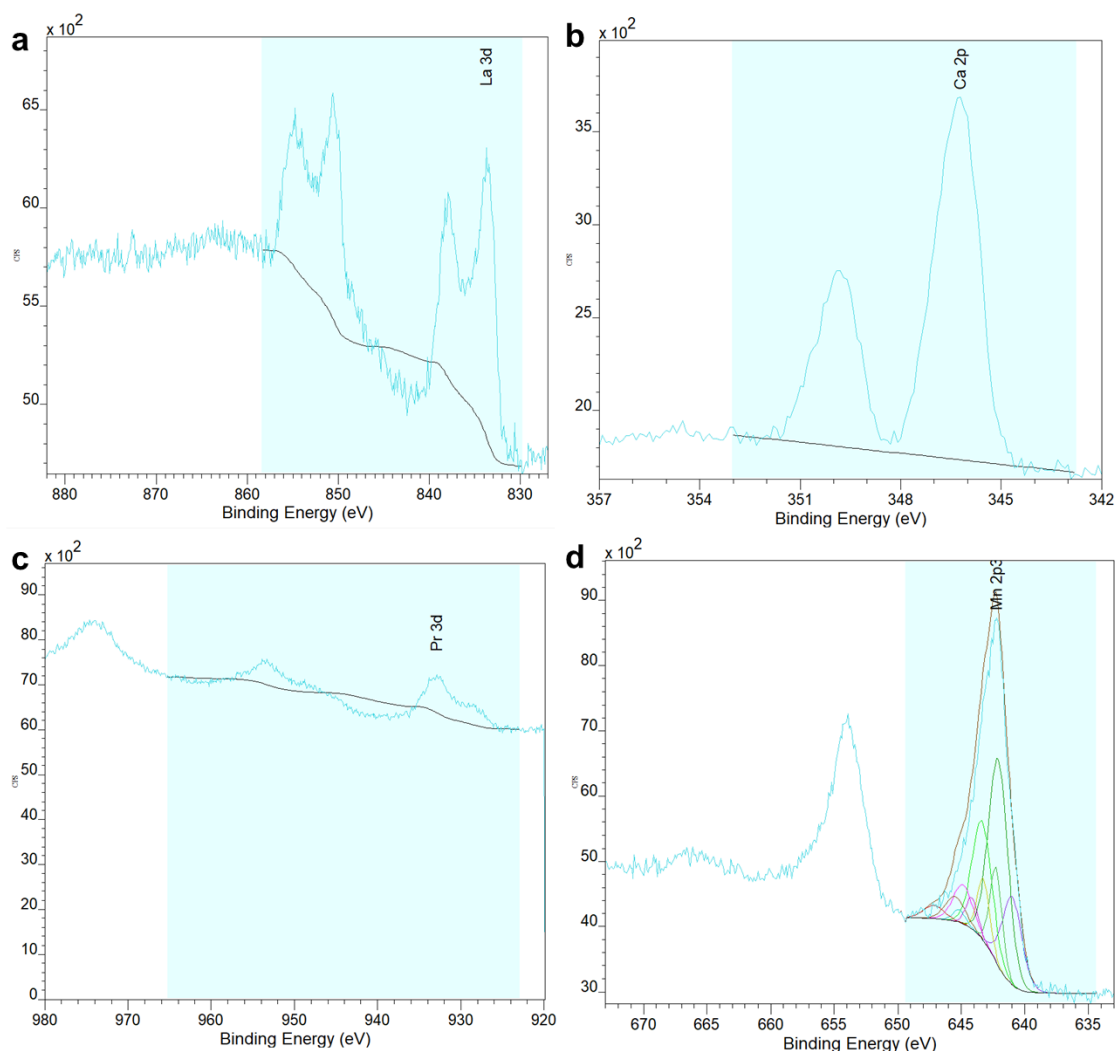 a
x 10²
La 3d
65
60
55
50
CPS
880 870 860 850 840 830
Binding Energy (eV)
b
x 10²
Ca 2p
35
30
25
20
CPS
357 354 351 348 345 342
Binding Energy (eV)
c
x 10²
Pr 3d
90
80
70
60
50
40
30
20
10
0
CPS
980 970 960 950 940 930 920
Binding Energy (eV)
d
x 10²
Mn 2p3
90
80
70
60
50
40
30
CPS
670 665 660 655 650 645 640 635
Binding Energy (eV)